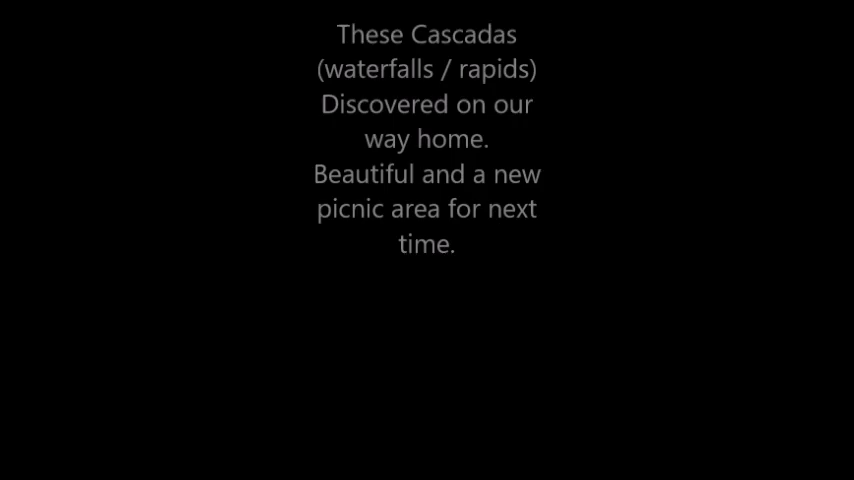 These Cascadas
(waterfalls / rapids)
Discovered on our
way home.
Beautiful and a new
picnic area for next
time.